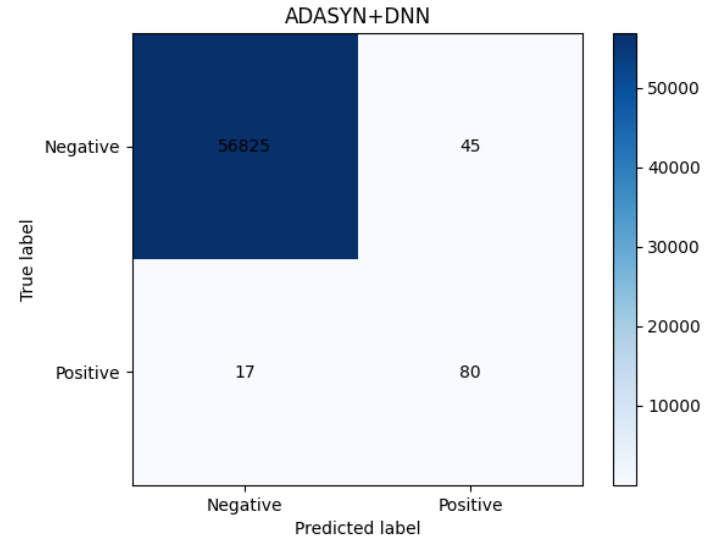 ADASYN+DNN
True label
Negative
56825
45
Positive
17
80
Negative
Positive
Predicted label
50000
40000
30000
20000
10000